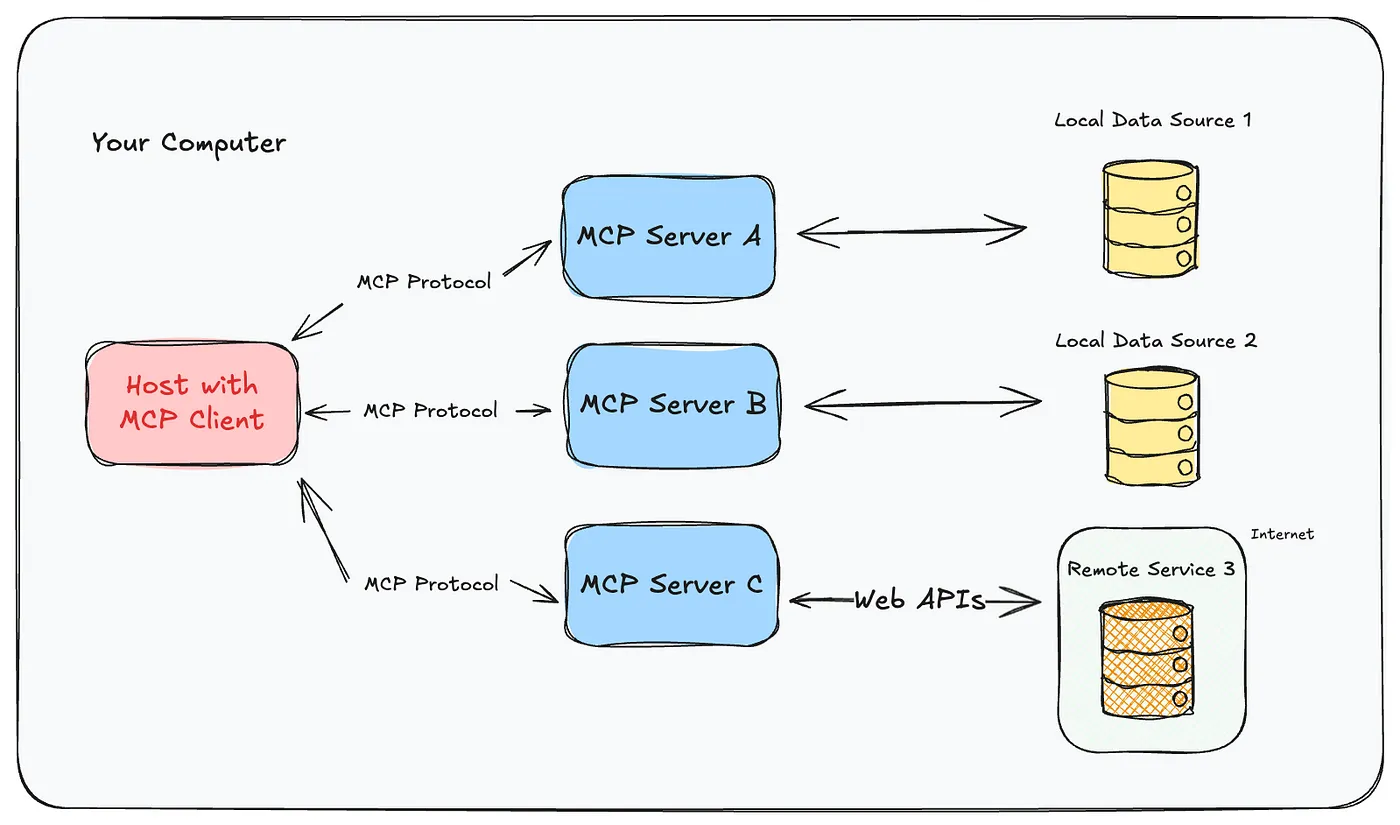 Your Computer
Local Data Source 1
MCP Server A
MCP Protocol
Local Data Source 2
Host with
MCP Client
MCP Protocol
MCP Server B
Internet
Remote Service 3
MCP Protocol
MCP Server C
Web APIs